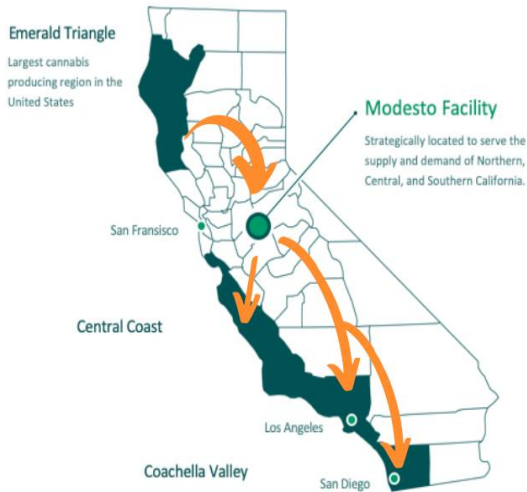 Emerald Triangle
Largest cannabis
producing region in the
United States
Modesto Facility
Strategically located to serve the
supply and demand of Northern,
Central, and Southern California.
San Fransisco
Central Coast
Los Angeles
Coachella Valley
San Diego